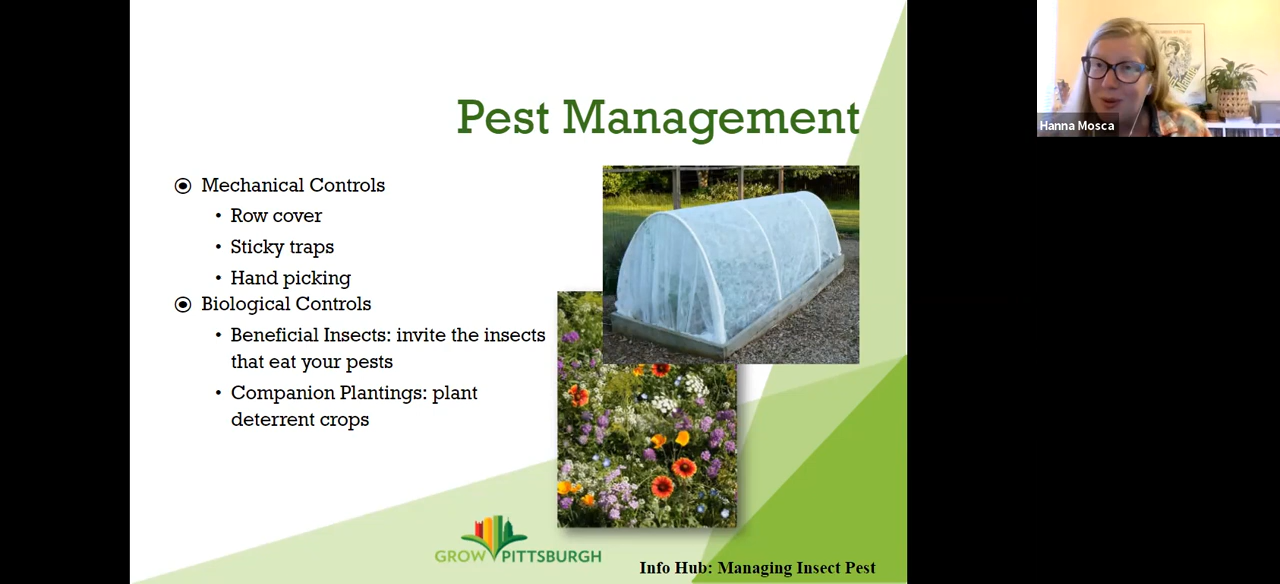 Pest Management
Mechanical Controls
Row cover
Sticky traps
Hand picking
Biological Controls
Beneficial Insects: invite the insects
that eat your pests
Companion Plantings: plant
deterrent crops
GROW PITTSBURGH
Info Hub: Managing Insect Pest
Hanna Mosca